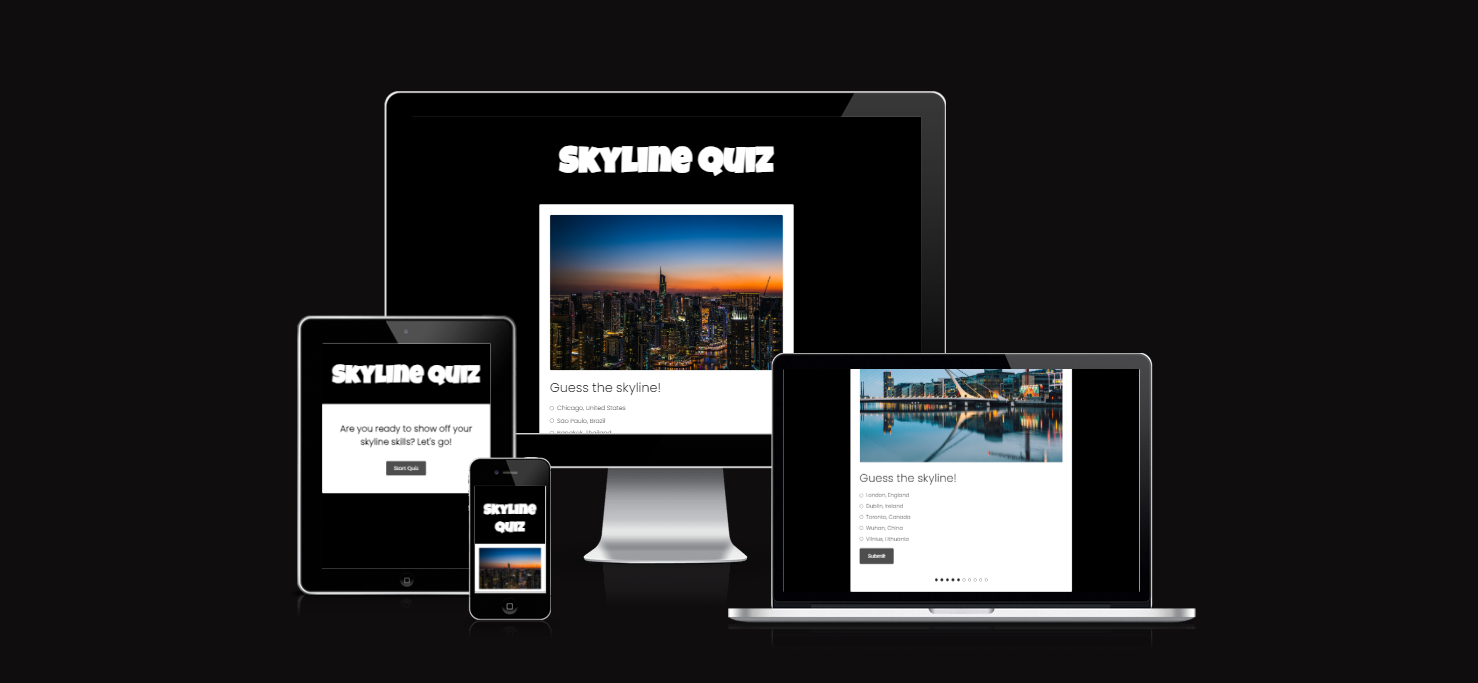 SKYLINE QUIZ
Guess the skyline!
Chicago, United States
São Paulo, Brazil
Bangkok, Thailand
SKYLINE QUIZ
Are you ready to show off your
skyline skills? Let's go!
Start Quiz
SKYLINE
QUIZ
Guess the skyline!
London, England
Dublin, Ireland
Toronto, Canada
Wuhan, China
Vilnius, Lithuania
Submit